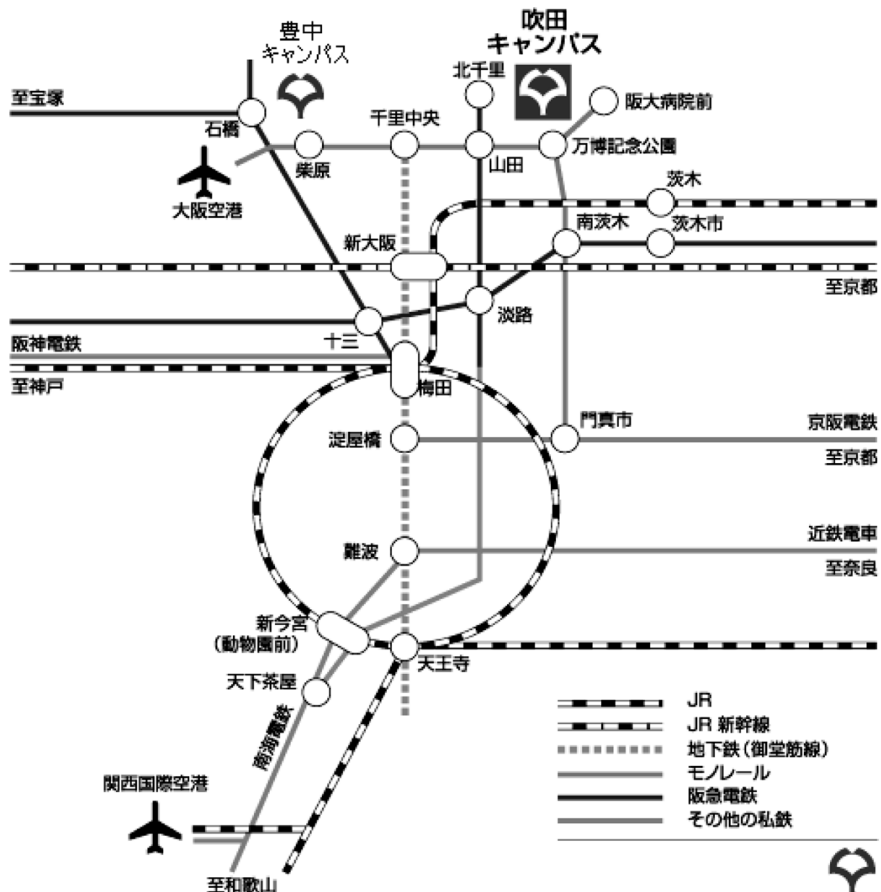 吹田
キャンパス
豊中
キャンパス
北千里
至宝塚
阪大病院前
石橋
千里中央
万博記念公園
柴原
山田
茨木
大阪空港
南茨木
茨木市
新大阪
至京都
淡路
十三
阪神電鉄
至神戸
梅田
淀屋橋
門真市
京阪電鉄
至京都
難波
近鉄電車
至奈良
新今宮
(動物園前)
天王寺
天下茶屋
南海電鉄
関西国際空港
至和歌山
JR
JR 新幹線
地下鉄(御堂筋線)
モノレール
阪急電鉄
その他の私鉄